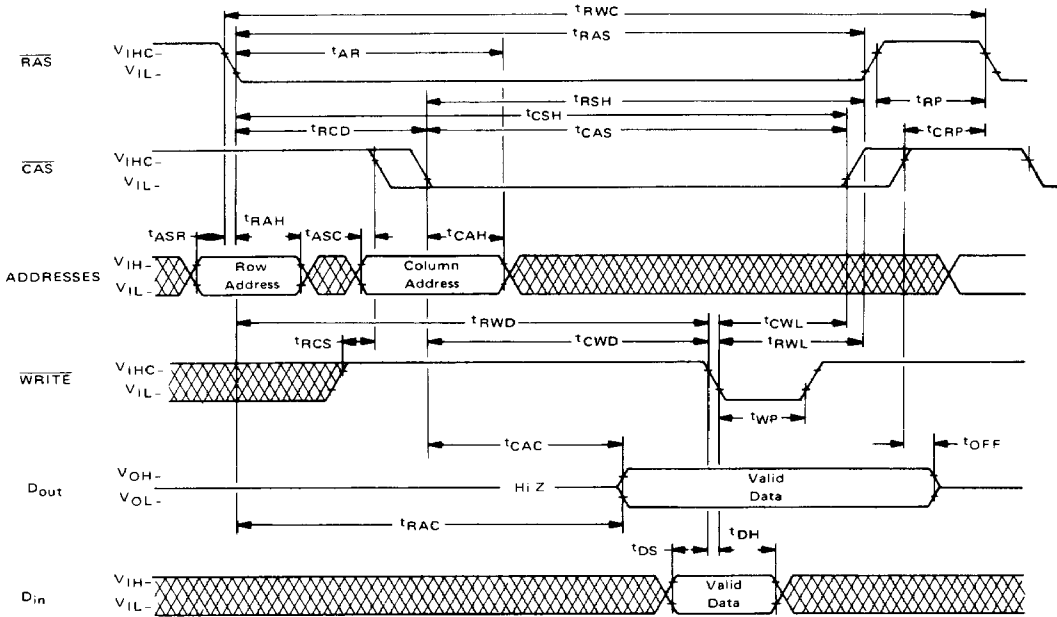 tRWC
tRAS
tAR
RAS
VIHC-
VIL-
tRSH
tRP
tCSH
tRCD
tCAS
tCRP
CAS
VIHC-
VIL-
tRAH
tASR
tASC
tCAH
ADDRESSES
VIH-
VIL-
Row
Address
Column
Address
tRWD
tCWL
tRCS
tCWD
tRWL
WRITE
VIHC-
VIL-
tWP
tCAC
tOFF
Dout
VOH-
VOL-
Hi Z
Valid
Data
tRAC
tDH
tDS
Din
VIH-
VIL-
Valid
Data